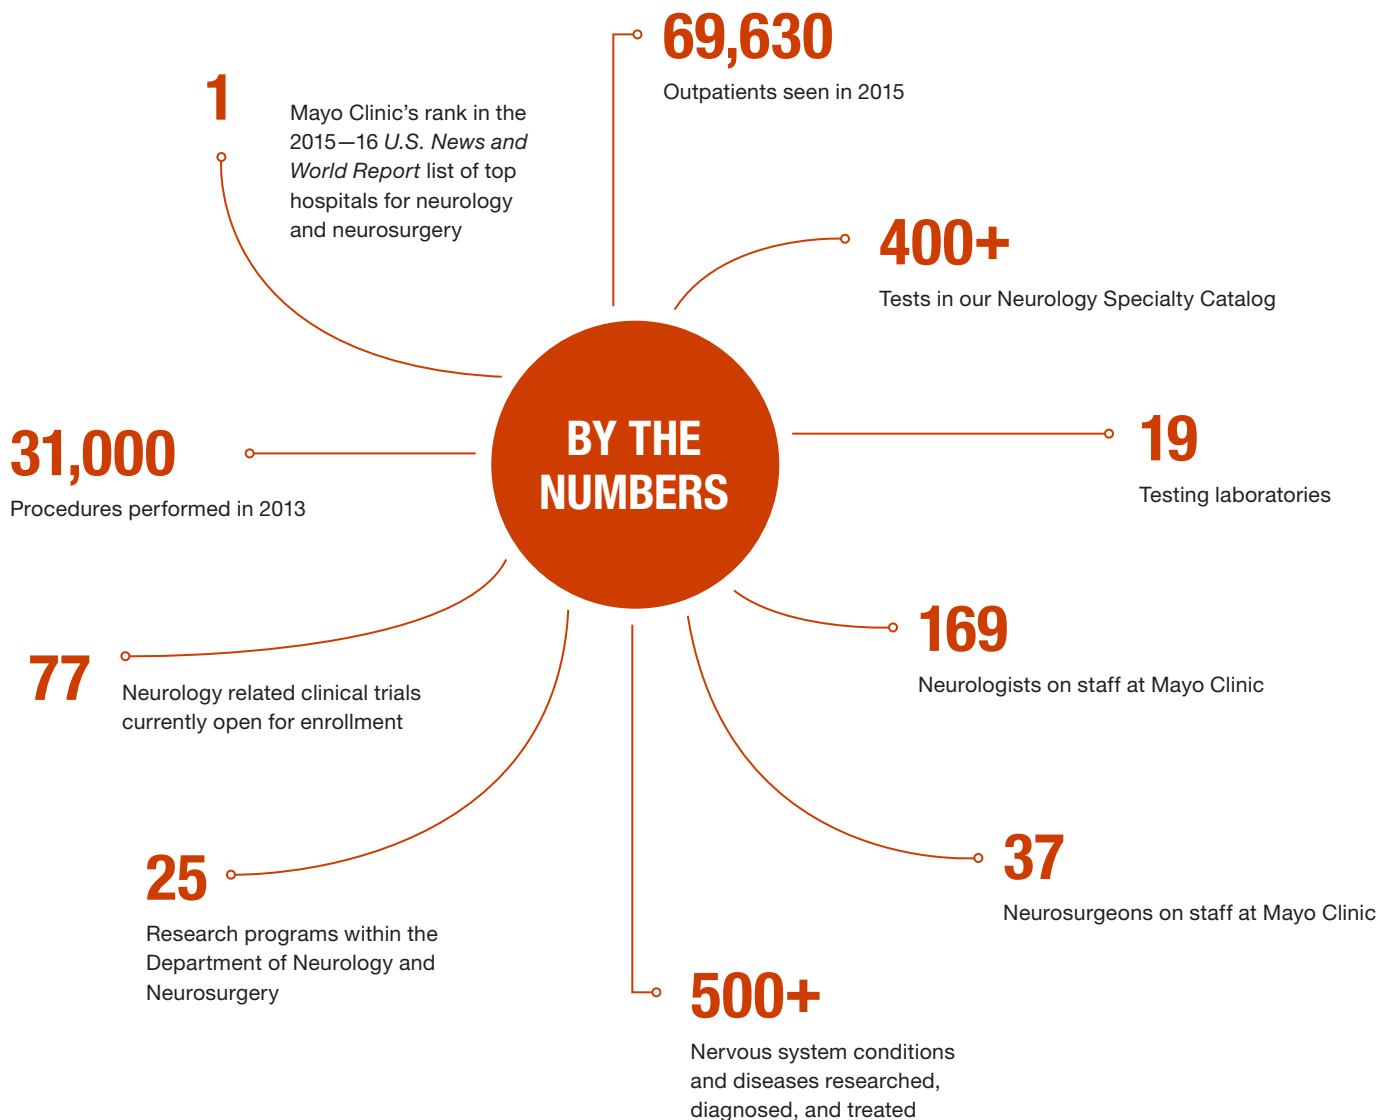 69,630
Outpatients seen in 2015
1
Mayo Clinic’s rank in the
2015—16 U.S. News and
World Report list of top
hospitals for neurology
and neurosurgery
400+
Tests in our Neurology Specialty Catalog
BY THE
NUMBERS
19
Testing laboratories
31,000
Procedures performed in 2013
169
Neurologists on staff at Mayo Clinic
77
Neurology related clinical trials
currently open for enrollment
37
Neurosurgeons on staff at Mayo Clinic
25
Research programs within the
Department of Neurology and
Neurosurgery
500+
Nervous system conditions
and diseases researched,
diagnosed, and treated